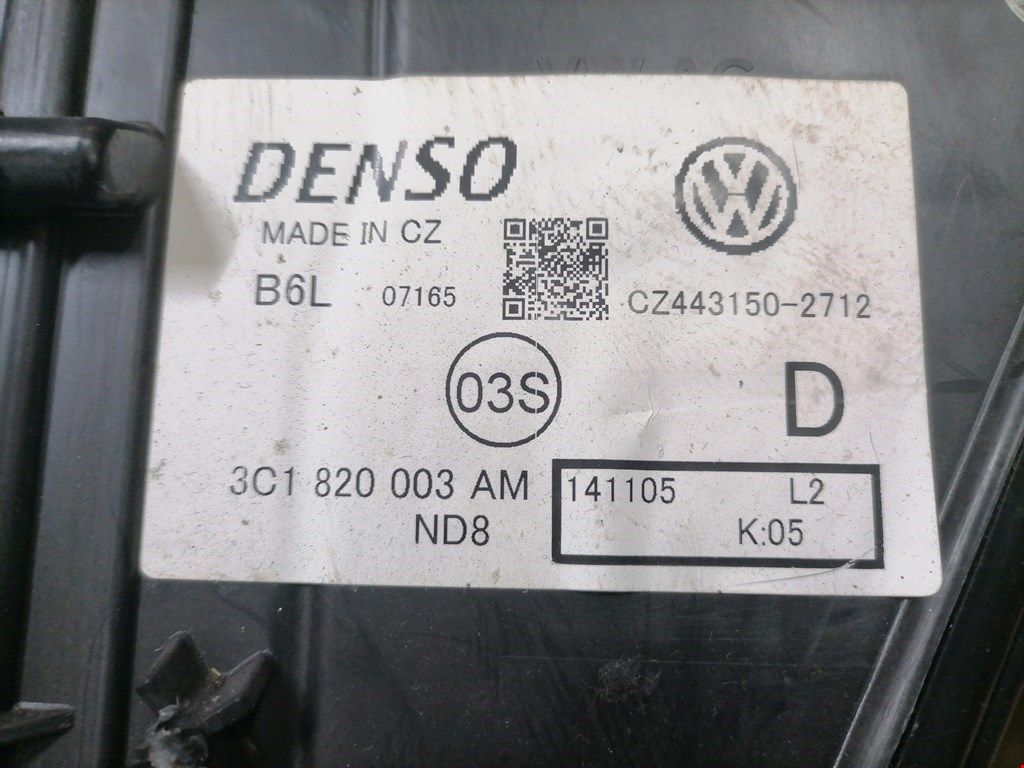 DENSO
MADE IN CZ
B6L 07165
CZ443150-2712
03S
D
3C1 820 003 AM
ND8
141105 L2
K:05